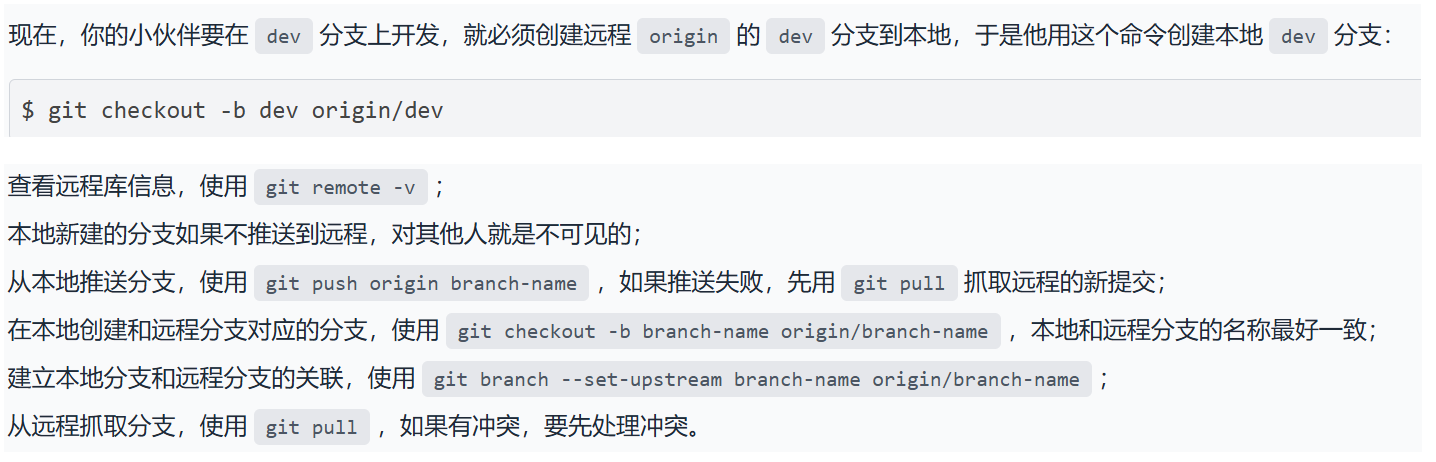 现在，你的小伙伴要在 dev 分支上开发，就必须创建远程 origin 的 dev 分支到本地，于是他用这个命令创建本地 dev 分支：
$ git checkout -b dev origin/dev
查看远程库信息，使用 git remote -v ；
本地新建的分支如果不推送到远程，对其他人就是不可见的；
从本地推送分支，使用 git push origin branch-name ，如果推送失败，先用 git pull 抓取远程的新提交；
在本地创建和远程分支对应的分支，使用 git checkout -b branch-name origin/branch-name ，本地和远程分支的名称最好一致；
建立本地分支和远程分支的关联，使用 git branch --set-upstream branch-name origin/branch-name ；
从远程抓取分支，使用 git pull ，如果有冲突，要先处理冲突。